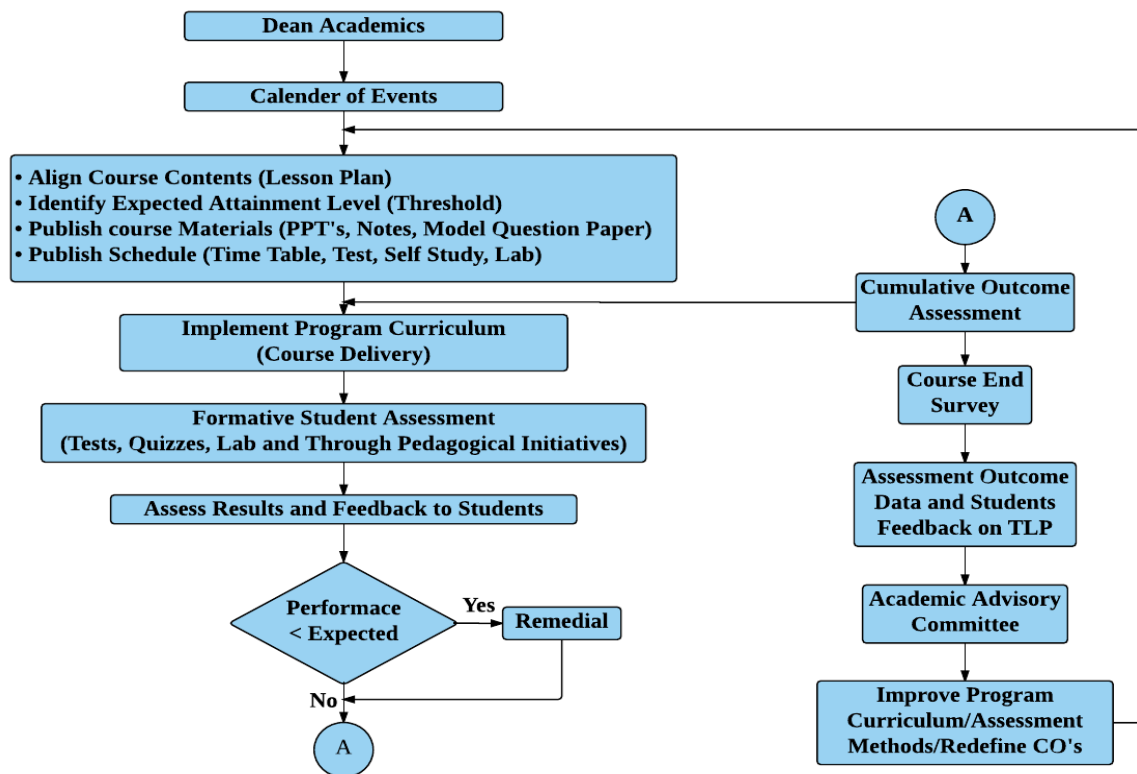 Dean Academics
Calender of Events
• Align Course Contents (Lesson Plan)
• Identify Expected Attainment Level (Threshold)
• Publish course Materials (PPT's, Notes, Model Question Paper)
• Publish Schedule (Time Table, Test, Self Study, Lab)
Implement Program Curriculum
(Course Delivery)
Formative Student Assessment
(Tests, Quizzes, Lab and Through Pedagogical Initiatives)
Assess Results and Feedback to Students
Performace
< Expected
Yes
Remedial
No
A
A
Cumulative Outcome
Assessment
Course End
Survey
Assessment Outcome
Data and Students
Feedback on TLP
Academic Advisory
Committee
Improve Program
Curriculum/Assessment
Methods/Redefine CO's